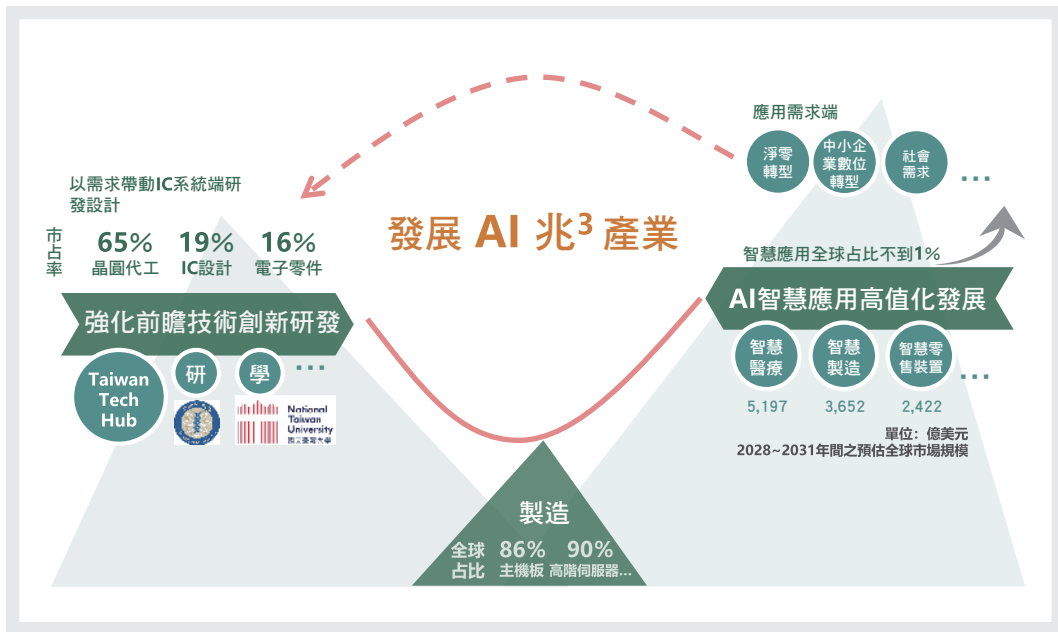 發展 AI 兆³ 產業
以需求帶動IC系統端研
發設計
市占率
65% 19% 16%
晶圓代工 IC設計 電子零件
強化前瞻技術創新研發
Taiwan
Tech
Hub
研
學
...
National
Taiwan
University
國立臺灣大學
應用需求端
淨零
轉型
中小企
業數位
轉型
社會
需求
...
智慧應用全球占比不到1%
AI智慧應用高值化發展
智慧
醫療
智慧
製造
智慧零
售裝置
...
5,197 3,652 2,422
單位：億美元
2028~2031年間之預估全球市場規模
製造
全球
占比
86% 90%
主機板 高階伺服器...